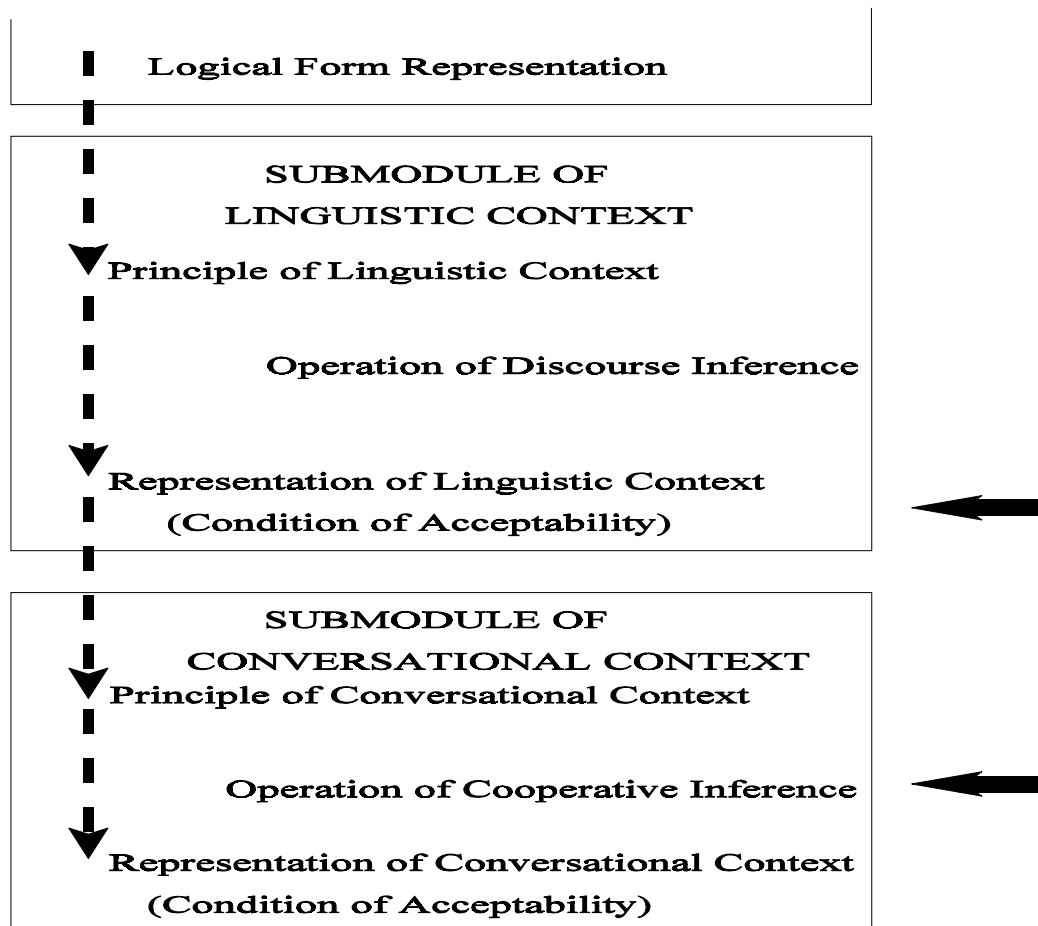 Logical Form Representation
SUBMODULE OF
LINGUISTIC CONTEXT
Principle of Linguistic Context
Operation of Discourse Inference
Representation of Linguistic Context
(Condition of Acceptability)
SUBMODULE OF
CONVERSATIONAL CONTEXT
Principle of Conversational Context
Operation of Cooperative Inference
Representation of Conversational Context
(Condition of Acceptability)